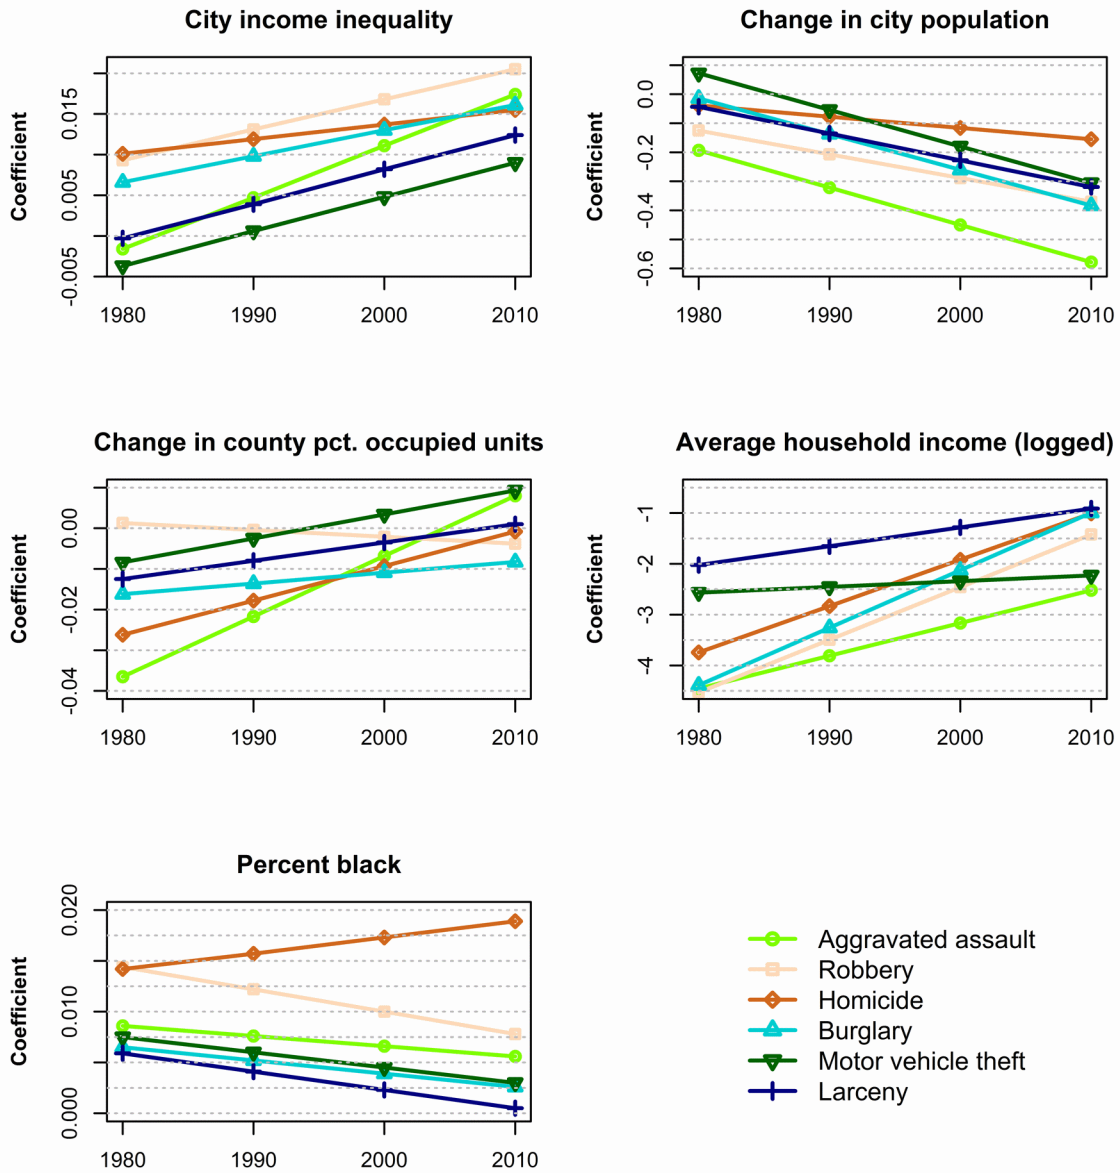 City income inequality
Coefficient
0.015
0.005
-0.005
1980 1990 2000 2010
Change in city population
Coefficient
0.0
-0.2
-0.4
-0.6
1980 1990 2000 2010
Change in county pct. occupied units
Coefficient
0.00
-0.02
-0.04
1980 1990 2000 2010
Average household income (logged)
Coefficient
-1
-2
-3
-4
1980 1990 2000 2010
Percent black
Coefficient
0.020
0.010
0.000
1980 1990 2000 2010
Aggravated assault
Robbery
Homicide
Burglary
Motor vehicle theft
Larceny